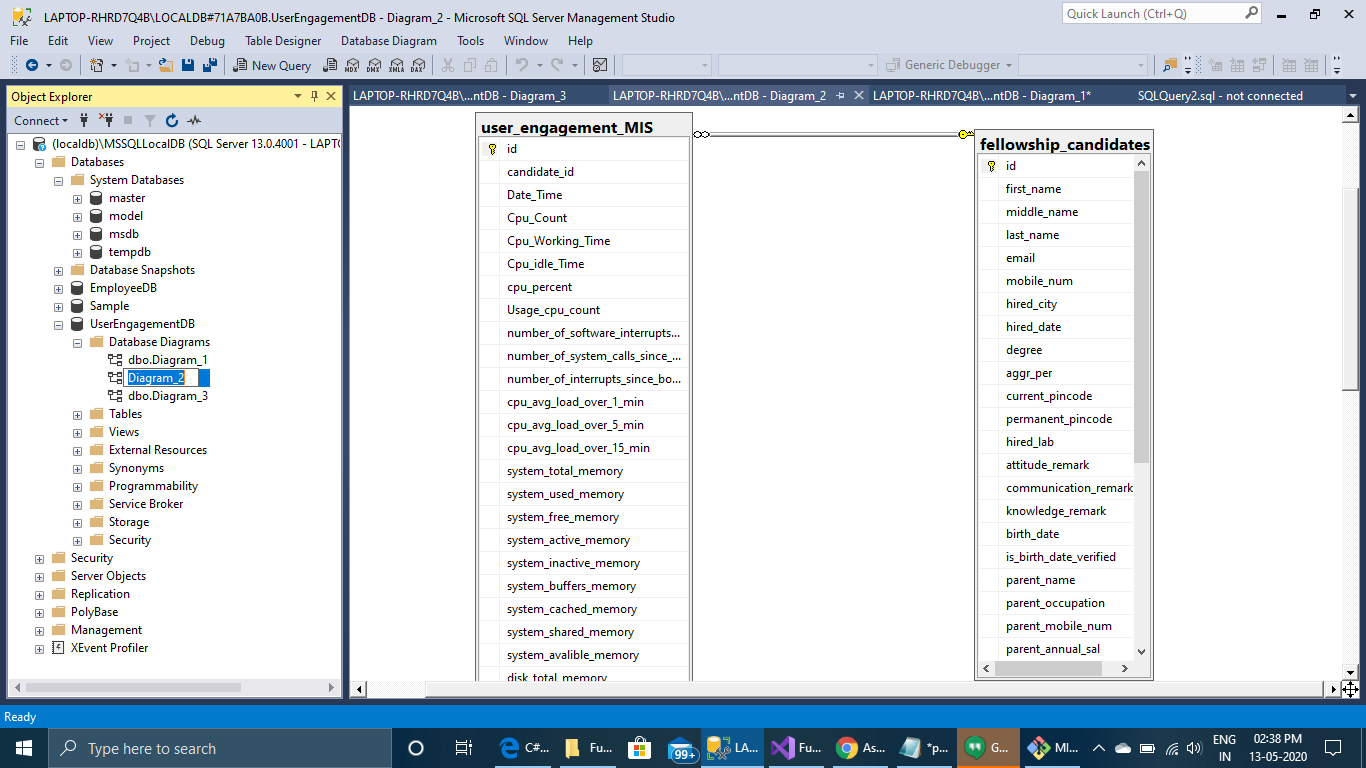 LAPTOP-RHRD7Q4B\LOCALDB#71A7BA0B.UserEngagementDB - Diagram_2 - Microsoft SQL Server Management Studio
Quick Launch (Ctrl+Q)
File Edit View Project Debug Table Designer Database Diagram Tools Window Help
New Query MDX DMX XMLA DAX Generic Debugger
Object Explorer
LAPTOP-RHRD7Q4B\...ntDB - Diagram_3
LAPTOP-RHRD7Q4B\...ntDB - Diagram_2
LAPTOP-RHRD7Q4B\...ntDB - Diagram_1*
SQLQuery2.sql - not connected
Connect
(localdb)\MSSQLLocalDB (SQL Server 13.0.4001 - LAPTO
Databases
System Databases
master
model
msdb
tempdb
Database Snapshots
EmployeeDB
Sample
UserEngagementDB
Database Diagrams
dbo.Diagram_1
Diagram_2
dbo.Diagram_3
Tables
Views
External Resources
Synonyms
Programmability
Service Broker
Storage
Security
Security
Server Objects
Replication
PolyBase
Management
XEvent Profiler
user_engagement_MIS
id
candidate_id
Date_Time
Cpu_Count
Cpu_Working_Time
Cpu_idle_Time
cpu_percent
Usage_cpu_count
number_of_software_interrupts...
number_of_system_calls_since_...
number_of_interrupts_since_bo...
cpu_avg_load_over_1_min
cpu_avg_load_over_5_min
cpu_avg_load_over_15_min
system_total_memory
system_used_memory
system_free_memory
system_active_memory
system_inactive_memory
system_buffers_memory
system_cached_memory
system_shared_memory
system_avalible_memory
disk_total_memory
fellowship_candidates
id
first_name
middle_name
last_name
email
mobile_num
hired_city
hired_date
degree
aggr_per
current_pincode
permanent_pincode
hired_lab
attitude_remark
communication_remark
knowledge_remark
birth_date
is_birth_date_verified
parent_name
parent_occupation
parent_mobile_num
parent_annual_sal
Ready
Type here to search
C#...
Fu...
99+
LA...
Fu...
As...
*p...
G...
MI...
ENG
IN
02:38 PM
13-05-2020